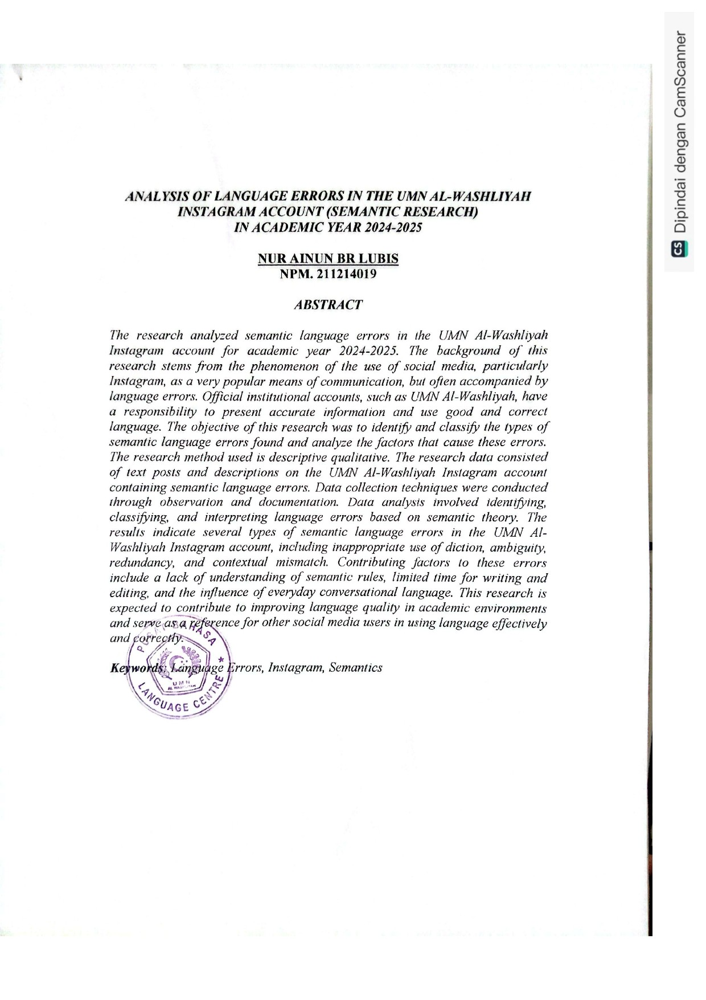 ANALYSIS OF LANGUAGE ERRORS IN THE UMN AL-WASHLIYAH
INSTAGRAM ACCOUNT (SEMANTIC RESEARCH)
IN ACADEMIC YEAR 2024-2025
NUR AINUN BR LUBIS
NPM. 211214019
ABSTRACT
The research analyzed semantic language errors in the UMN Al-Washliyah
Instagram account for academic year 2024-2025. The background of this
research stems from the phenomenon of the use of social media, particularly
Instagram, as a very popular means of communication, but often accompanied by
language errors. Official institutional accounts, such as UMN Al-Washliyah, have
a responsibility to present accurate information and use good and correct
language. The objective of this research was to identify and classify the types of
semantic language errors found and analyze the factors that cause these errors.
The research method used is descriptive qualitative. The research data consisted
of text posts and descriptions on the UMN Al-Washliyah Instagram account
containing semantic language errors. Data collection techniques were conducted
through observation and documentation. Data analysis involved identifying,
classifying, and interpreting language errors based on semantic theory. The
results indicate several types of semantic language errors in the UMN Al-
Washliyah Instagram account, including inappropriate use of diction, ambiguity,
redundancy, and contextual mismatch. Contributing factors to these errors
include a lack of understanding of semantic rules, limited time for writing and
editing, and the influence of everyday conversational language. This research is
expected to contribute to improving language quality in academic environments
and serve as a reference for other social media users in using language effectively
and correctly.
Keywords: Language Errors, Instagram, Semantics
PUSAT BAHASA
UMN
AL WASHLIYAH
LANGUAGE CENTRE
CS Dipindai dengan CamScanner